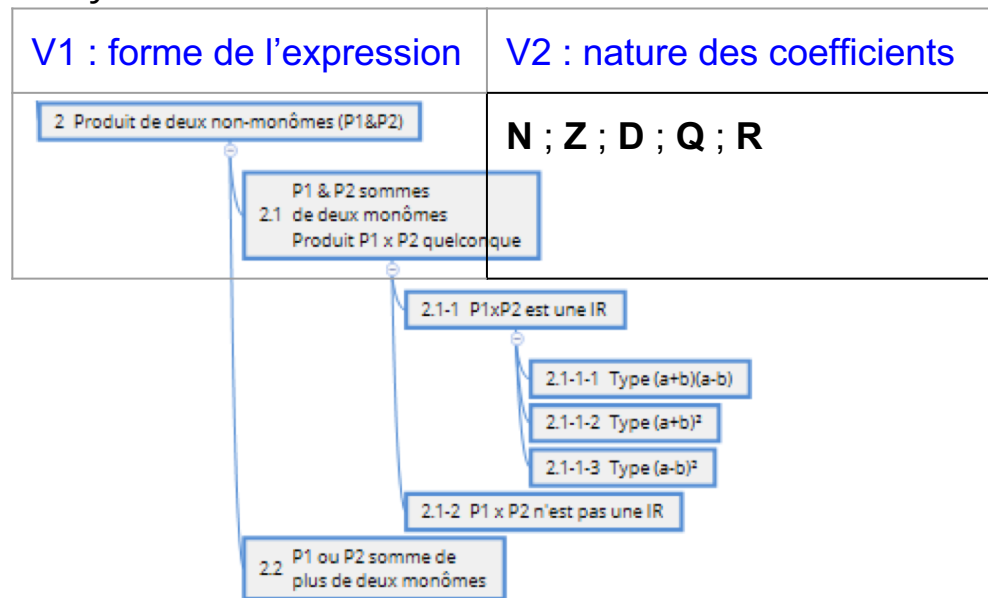 V1 : forme de l’expression
V2 : nature des coefficients
2 Produit de deux non-monômes (P1&P2)
N ; Z ; D ; Q ; R
2.1 P1 & P2 sommes
de deux monômes
Produit P1 x P2 quelconque
2.1-1 P1xP2 est une IR
2.1-1-1 Type (a+b)(a-b)
2.1-1-2 Type (a+b)²
2.1-1-3 Type (a-b)²
2.1-2 P1 x P2 n'est pas une IR
2.2 P1 ou P2 somme de
plus de deux monômes